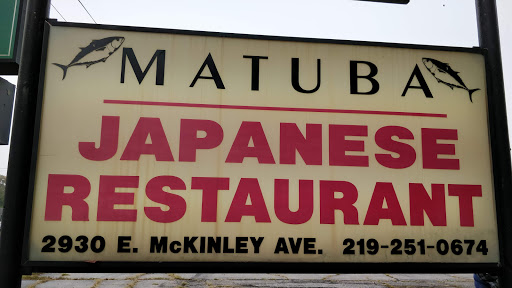 MATUBA
JAPANESE
RESTAURANT
2930 E. McKINLEY AVE. 219-251-0674